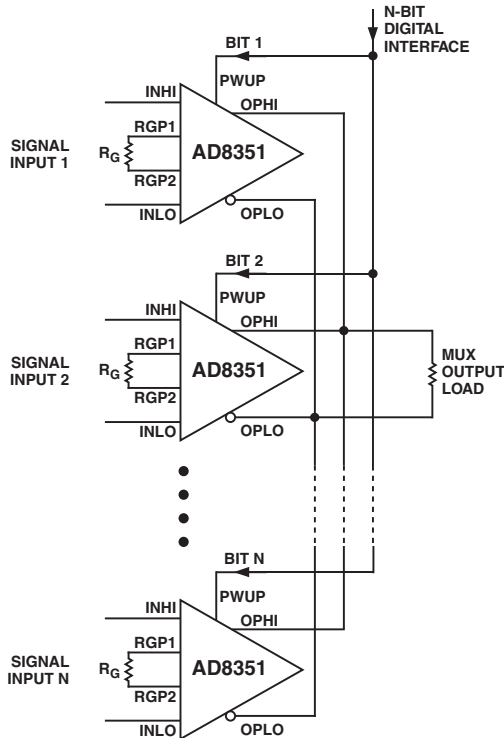 N-BIT
DIGITAL
INTERFACE
BIT 1
PWUP
INHI
OPHI
RGP1
SIGNAL
INPUT 1
RG
AD8351
RGP2
INLO
OPLO
BIT 2
PWUP
INHI
OPHI
RGP1
SIGNAL
INPUT 2
RG
AD8351
RGP2
INLO
OPLO
MUX
OUTPUT
LOAD
BIT N
PWUP
INHI
OPHI
RGP1
SIGNAL
INPUT N
RG
AD8351
RGP2
INLO
OPLO